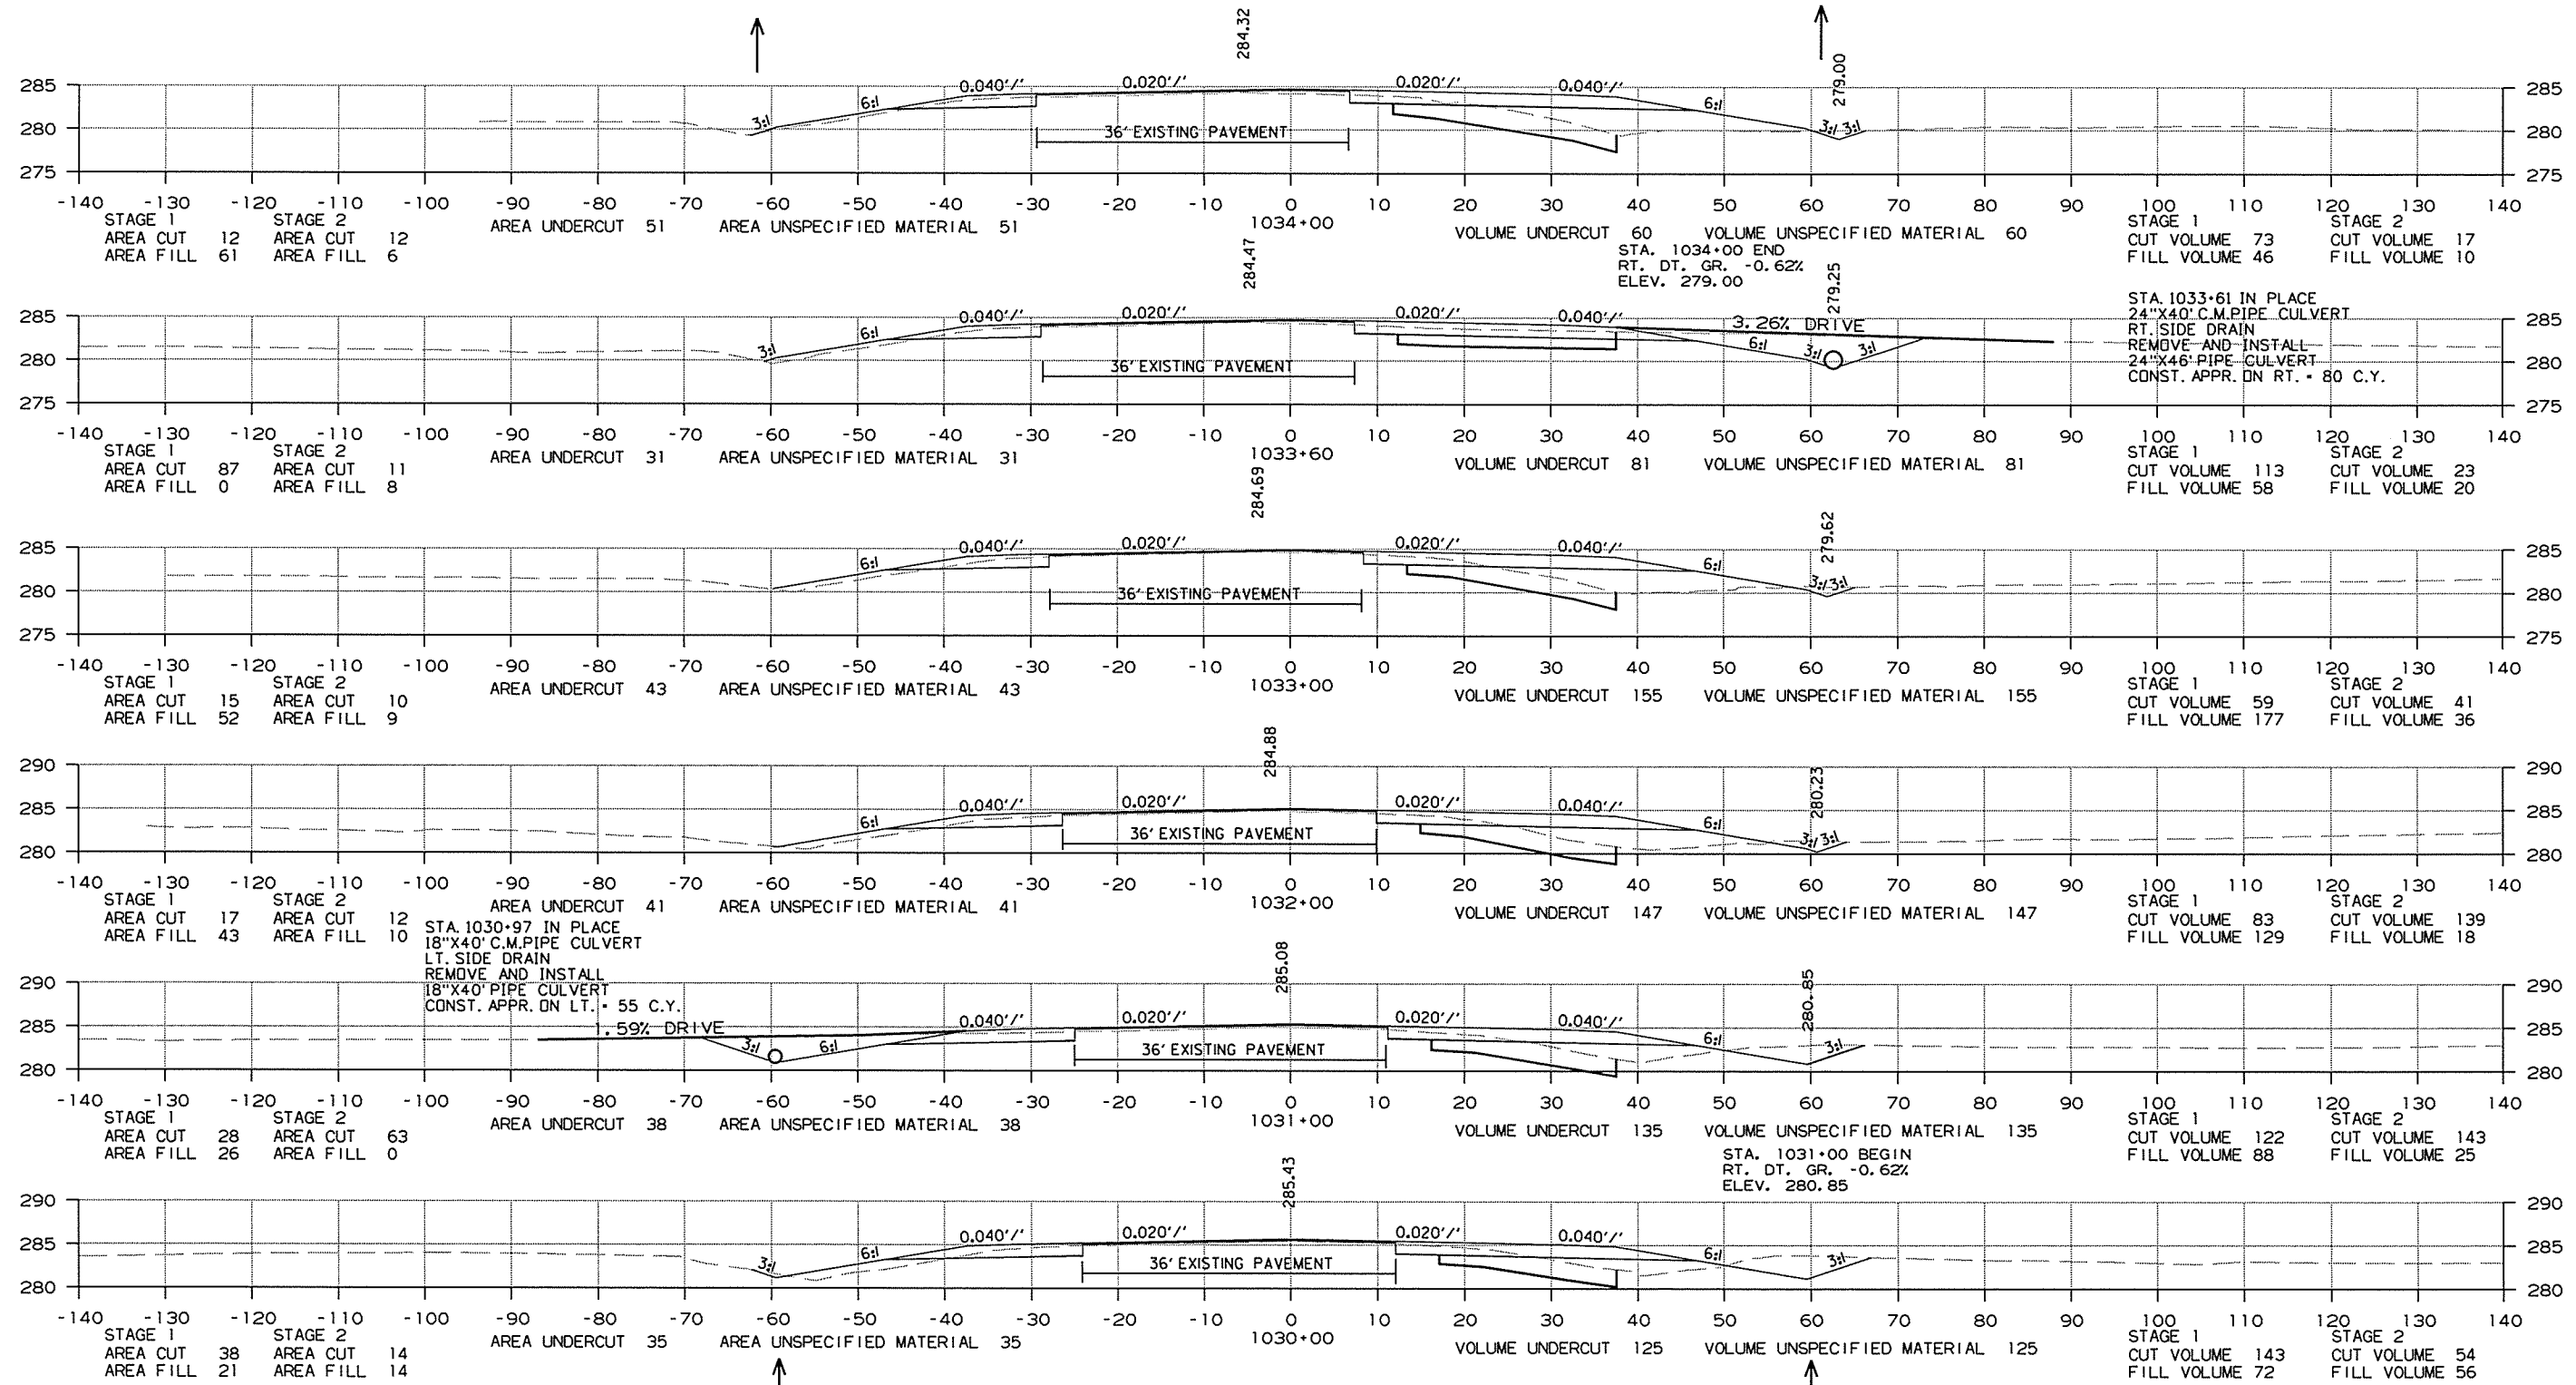 284.32
279.00
285 0.040'/' 0.020'/' 0.020'/' 0.040'/' 285
280 3:1 6:1 36' EXISTING PAVEMENT 6:1 3:1 3:1 280
275 275
-140 -130 -120 -110 -100 -90 -80 -70 -60 -50 -40 -30 -20 -10 0 10 20 30 40 50 60 70 80 90 100 110 120 130 140
1034+00
STAGE 1 STAGE 2
AREA CUT 12 AREA CUT 12
AREA FILL 61 AREA FILL 6
AREA UNDERCUT 51 AREA UNSPECIFIED MATERIAL 51
VOLUME UNDERCUT 60 VOLUME UNSPECIFIED MATERIAL 60
STAGE 1 STAGE 2
CUT VOLUME 73 CUT VOLUME 17
FILL VOLUME 46 FILL VOLUME 10
STA. 1034+00 END
RT. DT. GR. -0.62%
ELEV. 279.00
284.47
279.25
STA. 1033+61 IN PLACE
24"X40' C.M.PIPE CULVERT
RT. SIDE DRAIN
REMOVE AND INSTALL
24"X46' PIPE CULVERT
CONST. APPR. ON RT. = 80 C.Y.
285 0.040'/' 0.020'/' 0.020'/' 0.040'/' 3.26% DRIVE 285
280 3:1 6:1 36' EXISTING PAVEMENT 6:1 3:1 3:1 280
275 275
-140 -130 -120 -110 -100 -90 -80 -70 -60 -50 -40 -30 -20 -10 0 10 20 30 40 50 60 70 80 90 100 110 120 130 140
1033+60
STAGE 1 STAGE 2
AREA CUT 87 AREA CUT 11
AREA FILL 0 AREA FILL 8
AREA UNDERCUT 31 AREA UNSPECIFIED MATERIAL 31
VOLUME UNDERCUT 81 VOLUME UNSPECIFIED MATERIAL 81
STAGE 1 STAGE 2
CUT VOLUME 113 CUT VOLUME 23
FILL VOLUME 58 FILL VOLUME 20
284.69
279.62
285 0.040'/' 0.020'/' 0.020'/' 0.040'/' 285
280 6:1 36' EXISTING PAVEMENT 6:1 3:1 3:1 280
275 275
-140 -130 -120 -110 -100 -90 -80 -70 -60 -50 -40 -30 -20 -10 0 10 20 30 40 50 60 70 80 90 100 110 120 130 140
1033+00
STAGE 1 STAGE 2
AREA CUT 15 AREA CUT 10
AREA FILL 52 AREA FILL 9
AREA UNDERCUT 43 AREA UNSPECIFIED MATERIAL 43
VOLUME UNDERCUT 155 VOLUME UNSPECIFIED MATERIAL 155
STAGE 1 STAGE 2
CUT VOLUME 59 CUT VOLUME 41
FILL VOLUME 177 FILL VOLUME 36
284.88
280.23
290 290
285 0.040'/' 0.020'/' 0.020'/' 0.040'/' 285
280 6:1 36' EXISTING PAVEMENT 6:1 3:1 3:1 280
-140 -130 -120 -110 -100 -90 -80 -70 -60 -50 -40 -30 -20 -10 0 10 20 30 40 50 60 70 80 90 100 110 120 130 140
1032+00
STAGE 1 STAGE 2
AREA CUT 17 AREA CUT 12
AREA FILL 43 AREA FILL 10
AREA UNDERCUT 41 AREA UNSPECIFIED MATERIAL 41
VOLUME UNDERCUT 147 VOLUME UNSPECIFIED MATERIAL 147
STAGE 1 STAGE 2
CUT VOLUME 83 CUT VOLUME 139
FILL VOLUME 129 FILL VOLUME 18
STA. 1030+97 IN PLACE
18"X40' C.M.PIPE CULVERT
LT. SIDE DRAIN
REMOVE AND INSTALL
18"X40' PIPE CULVERT
CONST. APPR. ON LT. = 55 C.Y.
285.08
280.85
290 290
285 1.59% DRIVE 0.040'/' 0.020'/' 0.020'/' 0.040'/' 285
280 3:1 6:1 36' EXISTING PAVEMENT 6:1 3:1 280
-140 -130 -120 -110 -100 -90 -80 -70 -60 -50 -40 -30 -20 -10 0 10 20 30 40 50 60 70 80 90 100 110 120 130 140
1031+00
STAGE 1 STAGE 2
AREA CUT 28 AREA CUT 63
AREA FILL 26 AREA FILL 0
AREA UNDERCUT 38 AREA UNSPECIFIED MATERIAL 38
VOLUME UNDERCUT 135 VOLUME UNSPECIFIED MATERIAL 135
STAGE 1 STAGE 2
CUT VOLUME 122 CUT VOLUME 143
FILL VOLUME 88 FILL VOLUME 25
STA. 1031+00 BEGIN
RT. DT. GR. -0.62%
ELEV. 280.85
285.43
290 290
285 0.040'/' 0.020'/' 0.020'/' 0.040'/' 285
280 3:1 6:1 36' EXISTING PAVEMENT 6:1 3:1 280
-140 -130 -120 -110 -100 -90 -80 -70 -60 -50 -40 -30 -20 -10 0 10 20 30 40 50 60 70 80 90 100 110 120 130 140
1030+00
STAGE 1 STAGE 2
AREA CUT 38 AREA CUT 14
AREA FILL 21 AREA FILL 14
AREA UNDERCUT 35 AREA UNSPECIFIED MATERIAL 35
VOLUME UNDERCUT 125 VOLUME UNSPECIFIED MATERIAL 125
STAGE 1 STAGE 2
CUT VOLUME 143 CUT VOLUME 54
FILL VOLUME 72 FILL VOLUME 56